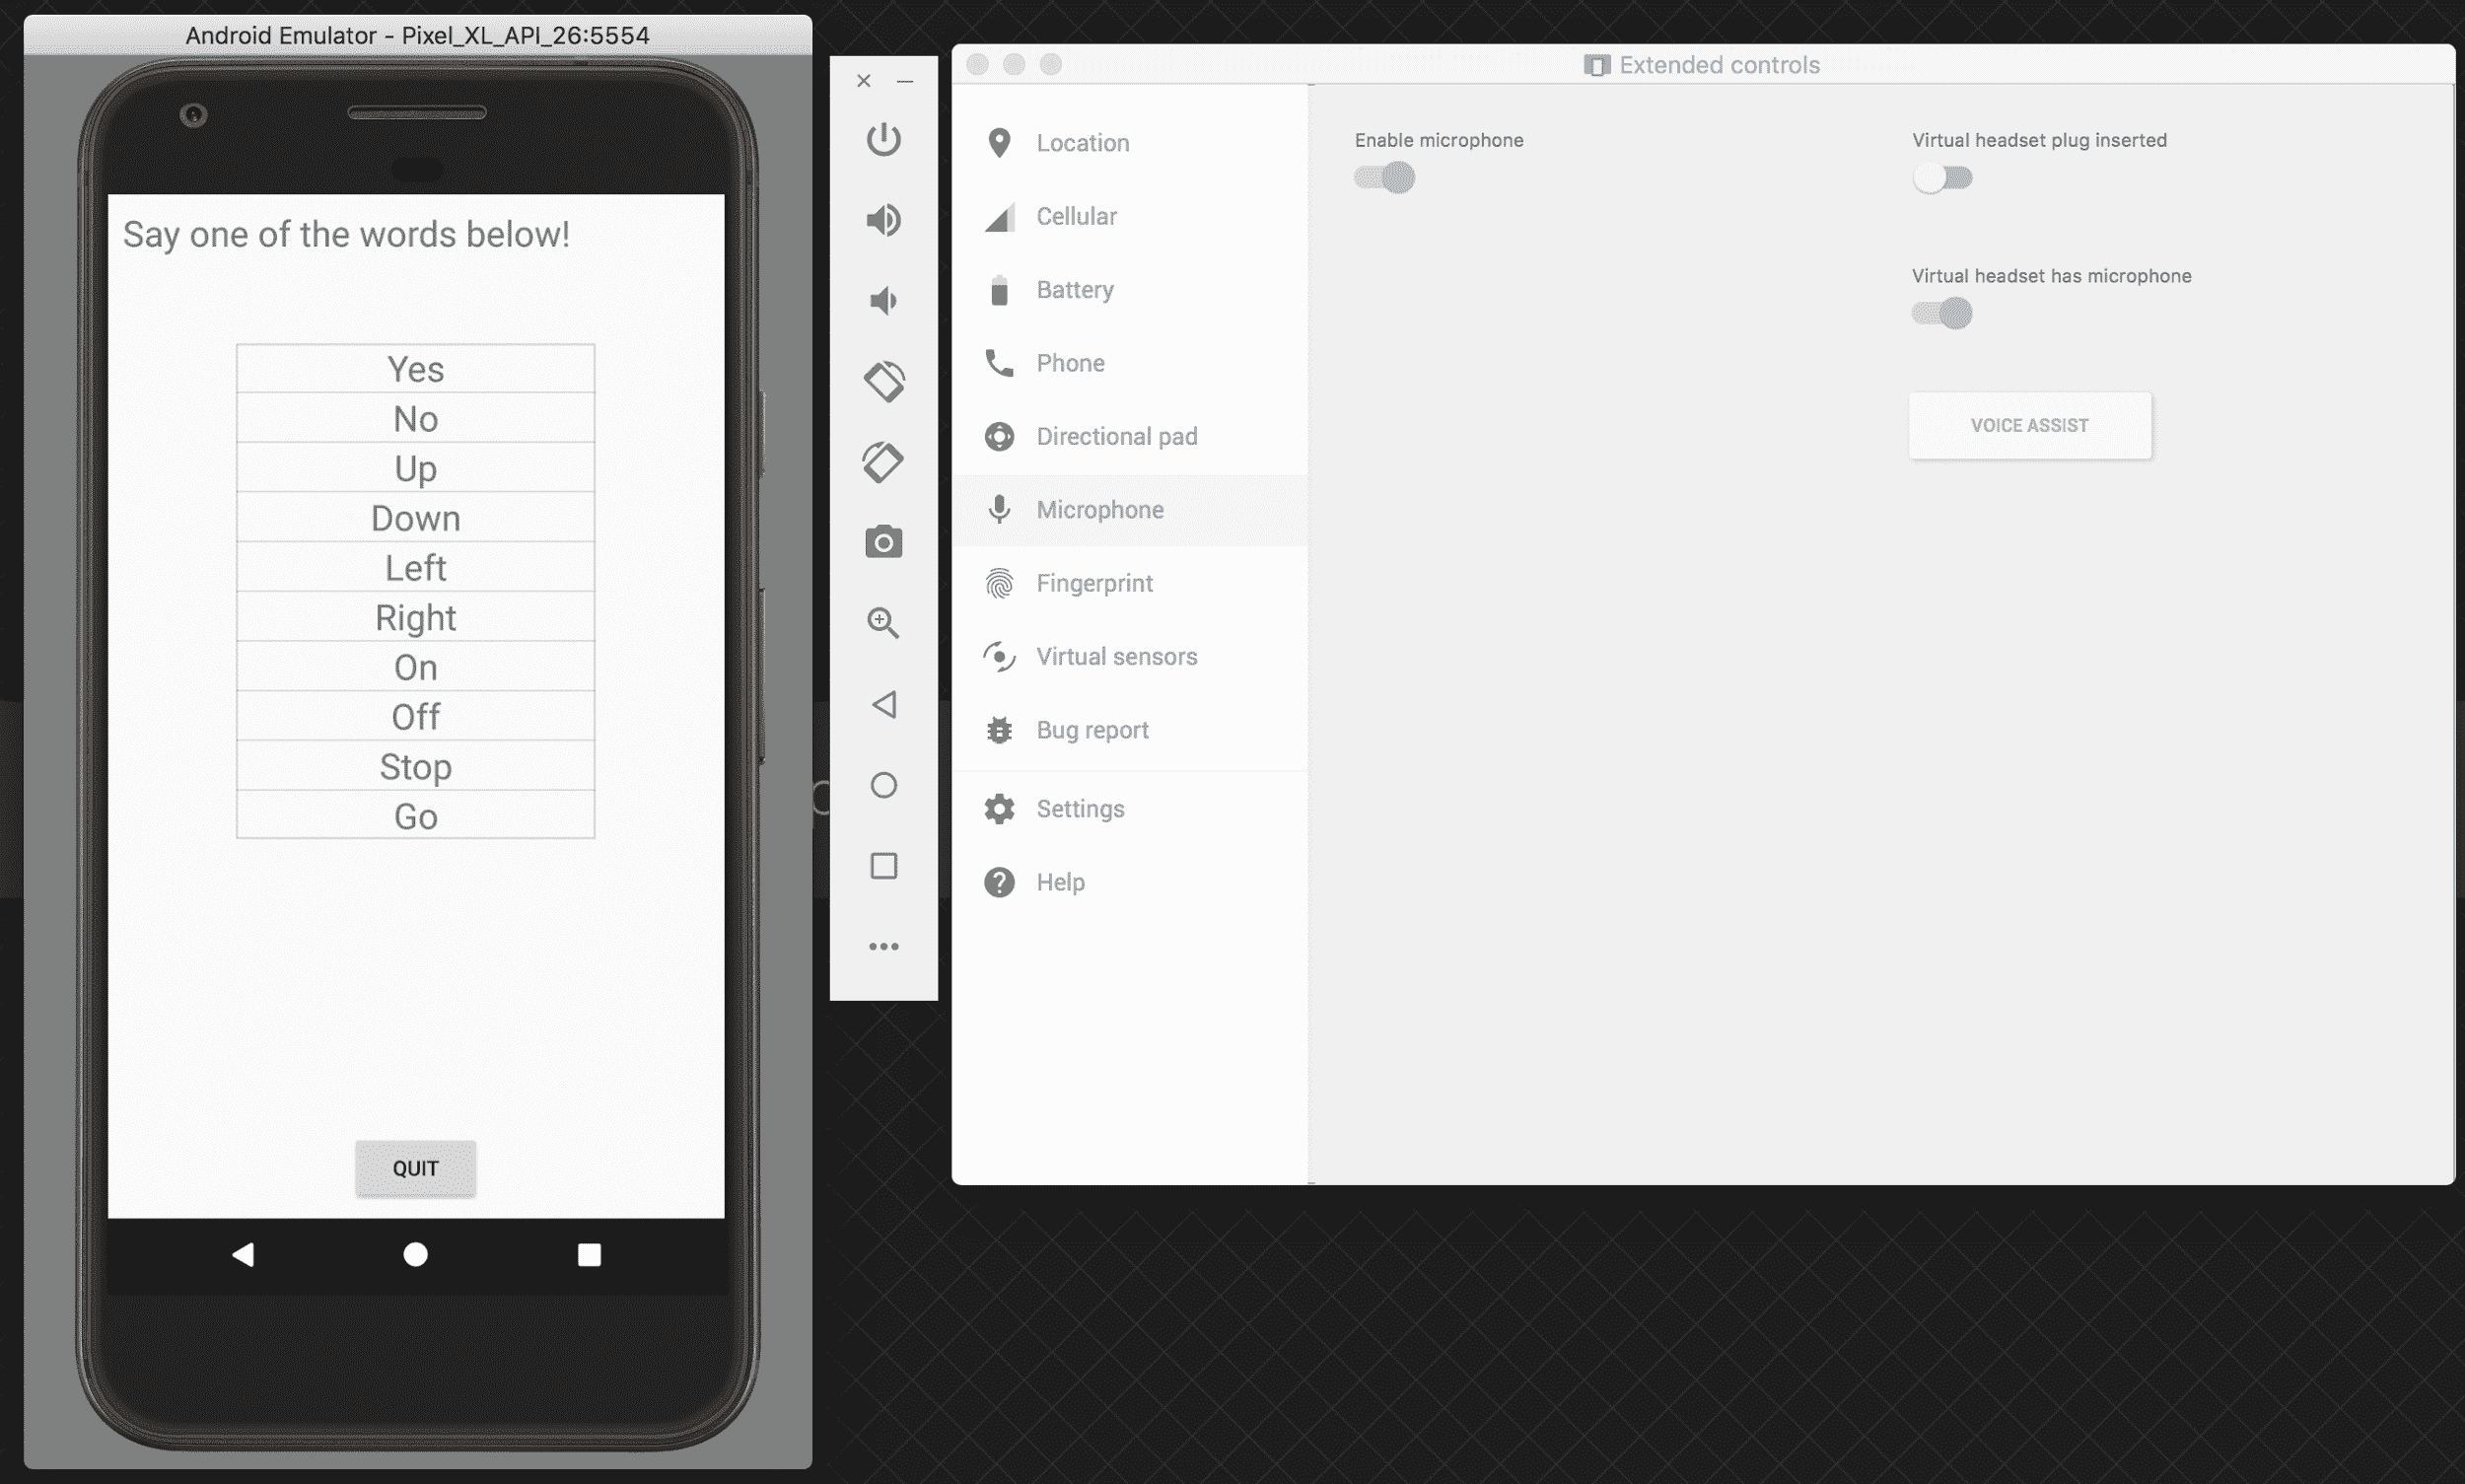 Android Emulator - Pixel_XL_API_26:5554
Say one of the words below!
Yes
No
Up
Down
Left
Right
On
Off
Stop
Go
QUIT
Extended controls
Location
Cellular
Battery
Phone
Directional pad
Microphone
Fingerprint
Virtual sensors
Bug report
Settings
Help
Enable microphone
Virtual headset plug inserted
Virtual headset has microphone
VOICE ASSIST